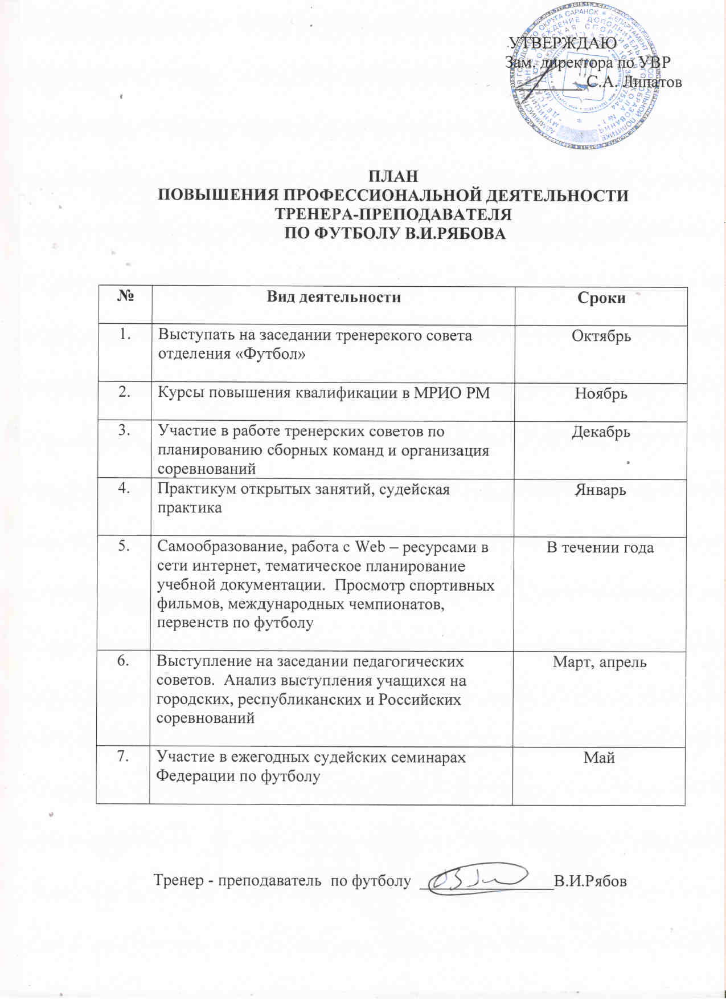 УТВЕРЖДАЮ
Зам. директора по УВР
С.А. Липатов
ПЛАН
ПОВЫШЕНИЯ ПРОФЕССИОНАЛЬНОЙ ДЕЯТЕЛЬНОСТИ
ТРЕНЕРА-ПРЕПОДАВАТЕЛЯ
ПО ФУТБОЛУ В.И.РЯБОВА
№ Вид деятельности Сроки
1. Выступать на заседании тренерского совета Октябрь
отделения «Футбол»
2. Курсы повышения квалификации в МРИО РМ Ноябрь
3. Участие в работе тренерских советов по Декабрь
планированию сборных команд и организация
соревнований
4. Практикум открытых занятий, судейская Январь
практика
5. Самообразование, работа с Web – ресурсами в В течении года
сети интернет, тематическое планирование
учебной документации. Просмотр спортивных
фильмов, международных чемпионатов,
первенств по футболу
6. Выступление на заседании педагогических Март, апрель
советов. Анализ выступления учащихся на
городских, республиканских и Российских
соревнований
7. Участие в ежегодных судейских семинарах Май
Федерации по футболу
Тренер - преподаватель по футболу В.И.Рябов